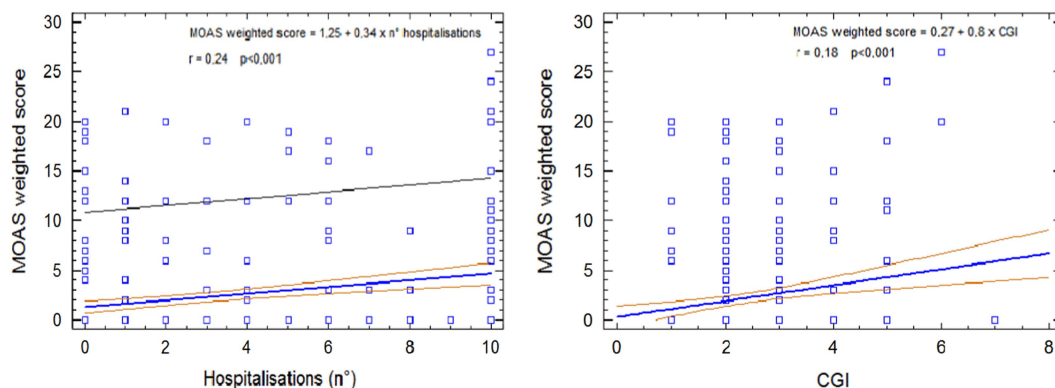 MOAS weighted score = 1,25 + 0.34 x n° hospitalisations
r = 0,24 p<0,001
30
25
20
15
10
5
0
MOAS weighted score
0 2 4 6 8 10
Hospitalisations (n°)
MOAS weighted score = 0,27 + 0,8 x CGI
r = 0,18 p<0,001
30
25
20
15
10
5
0
MOAS weighted score
0 2 4 6 8
CGI